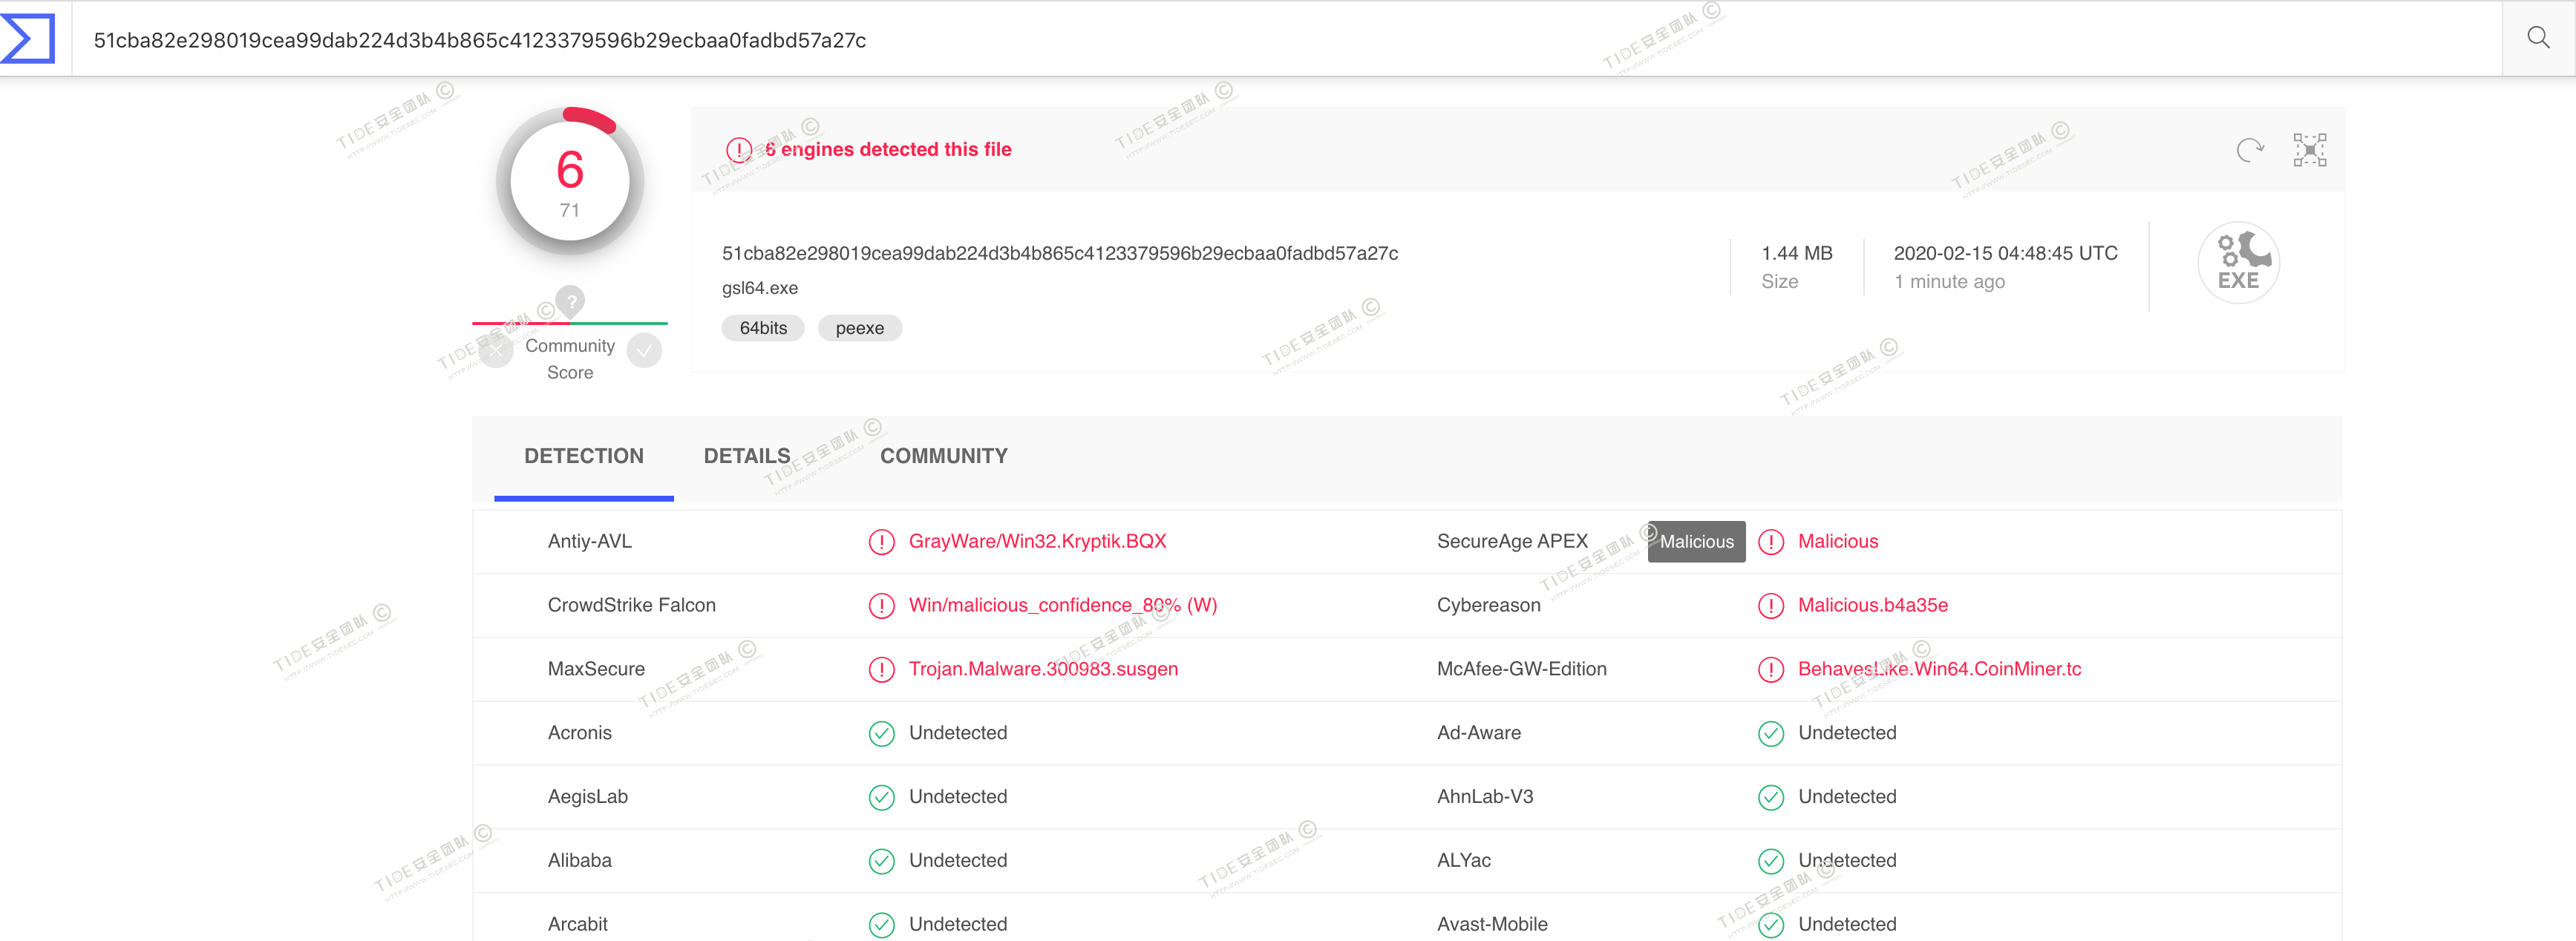 51cba82e298019cea99dab224d3b4b865c4123379596b29ecbaa0fadbd57a27c
6
71
?
Community
Score
6 engines detected this file
51cba82e298019cea99dab224d3b4b865c4123379596b29ecbaa0fadbd57a27c
gsl64.exe
64bits peexe
1.44 MB
Size
2020-02-15 04:48:45 UTC
1 minute ago
EXE
DETECTION DETAILS COMMUNITY
Antiy-AVL GrayWare/Win32.Kryptik.BQX SecureAge APEX Malicious Malicious
CrowdStrike Falcon Win/malicious_confidence_80% (W) Cybereason Malicious.b4a35e
MaxSecure Trojan.Malware.300983.susgen McAfee-GW-Edition BehavesLike.Win64.CoinMiner.tc
Acronis Undetected Ad-Aware Undetected
AegisLab Undetected AhnLab-V3 Undetected
Alibaba Undetected ALYac Undetected
Arcabit Undetected Avast-Mobile Undetected
TIDE安全团队 ©
HTTP://WWW.TIDESEC.COM